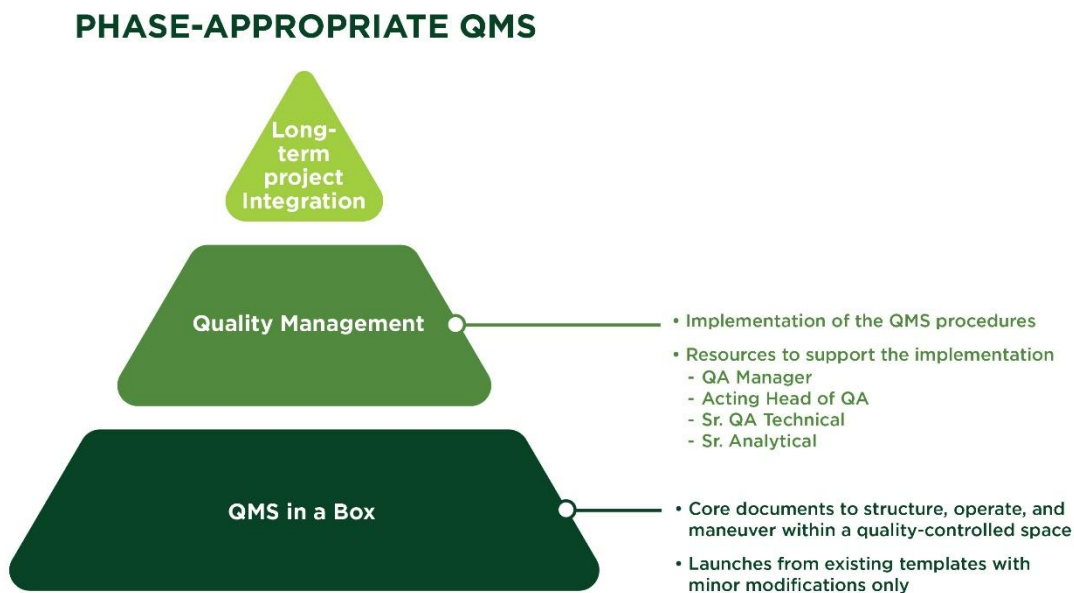 PHASE-APPROPRIATE QMS
Long-
term
project
Integration
Quality Management
• Implementation of the QMS procedures
• Resources to support the implementation
- QA Manager
- Acting Head of QA
- Sr. QA Technical
- Sr. Analytical
QMS in a Box
• Core documents to structure, operate, and
maneuver within a quality-controlled space
• Launches from existing templates with
minor modifications only